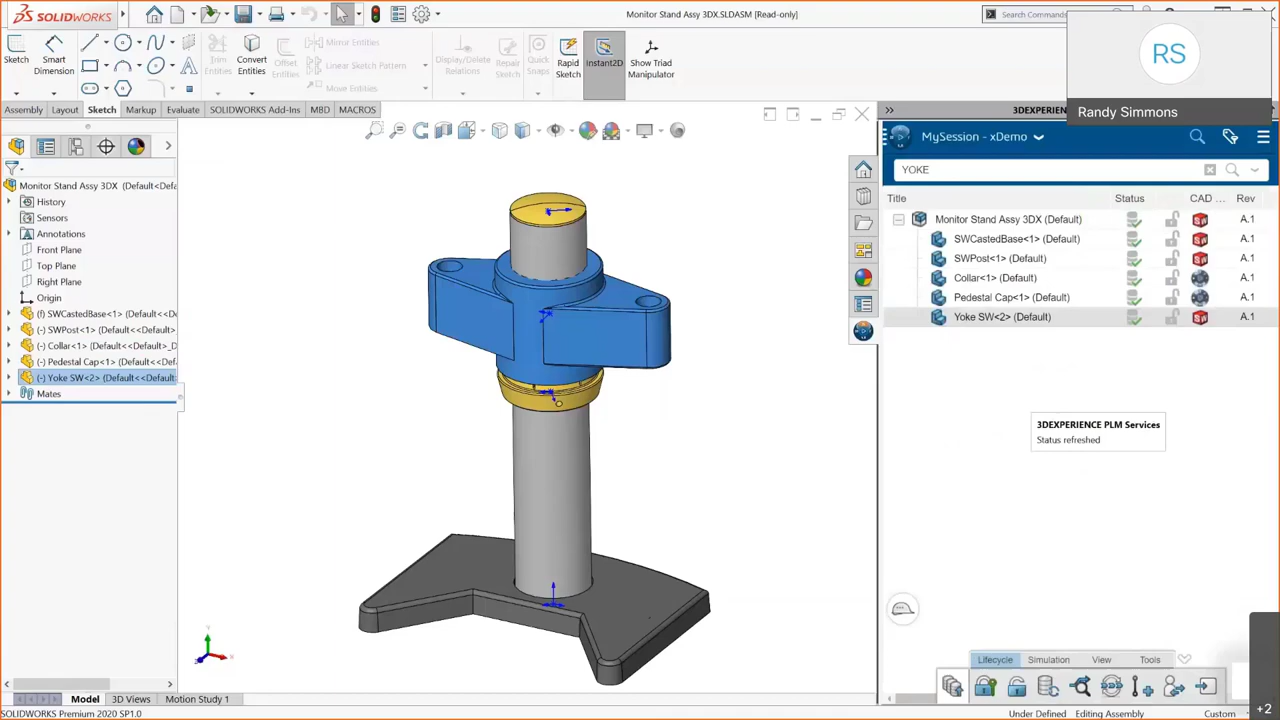 SOLIDWORKS
Monitor Stand Assy 3DX.SLDASM [Read-only]
Search Commands
RS
Randy Simmons
Sketch
Smart Dimension
Trim Entities
Convert Entities
Offset Entities
Mirror Entities
Linear Sketch Pattern
Move Entities
Display/Delete Relations
Repair Sketch
Quick Snaps
Rapid Sketch
Instant2D
Show Triad Manipulator
Assembly Layout Sketch Markup Evaluate SOLIDWORKS Add-Ins MBD MACROS
3DEXPERIENCE
MySession - xDemo
YOKE
Title Status CAD ... Rev
Monitor Stand Assy 3DX (Default) A.1
SWCastedBase<1> (Default) A.1
SWPost<1> (Default) A.1
Collar<1> (Default) A.1
Pedestal Cap<1> (Default) A.1
Yoke SW<2> (Default) A.1
Monitor Stand Assy 3DX (Default<Defau
History
Sensors
Annotations
Front Plane
Top Plane
Right Plane
Origin
(f) SWCastedBase<1> (Default<<D
(-) SWPost<1> (Default<<Default>
(-) Collar<1> (Default<<Default>_D
(-) Pedestal Cap<1> (Default<<Def
(-) Yoke SW<2> (Default<<Default
Mates
3DEXPERIENCE PLM Services
Status refreshed
Lifecycle Simulation View Tools
Model 3D Views Motion Study 1
SOLIDWORKS Premium 2020 SP1.0
Under Defined Editing Assembly Custom
+2